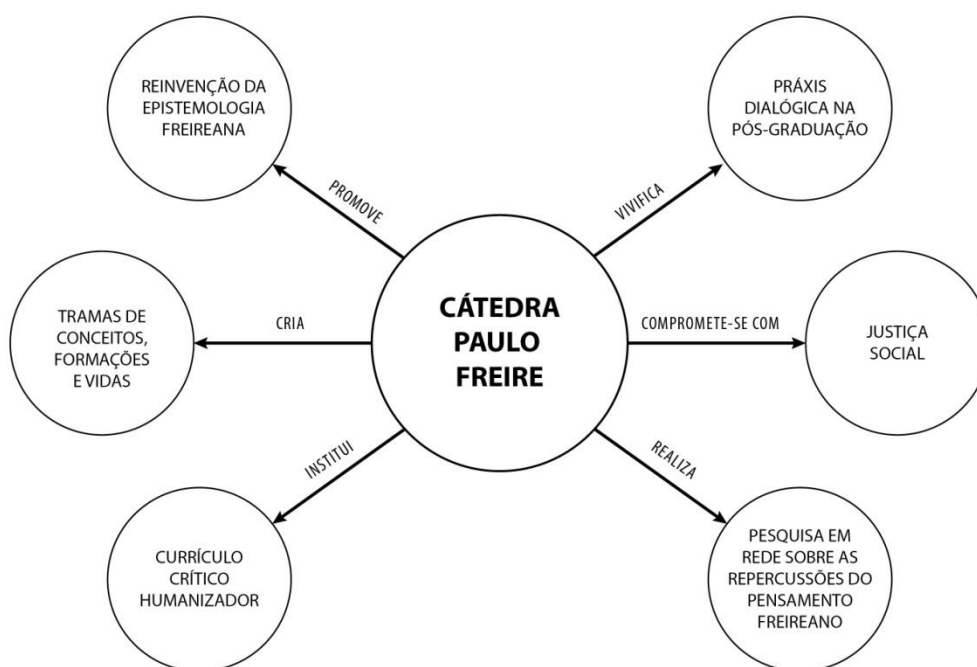 REINVENÇÃO DA
EPISTEMOLOGIA
FREIREANA
PRÁXIS
DIALÓGICA NA
PÓS-GRADUAÇÃO
PROMOVE
VIVIFICA
TRAMAS DE
CONCEITOS,
FORMAÇÕES
E VIDAS
CRIA
CÁTEDRA
PAULO
FREIRE
COMPROMETE-SE COM
JUSTIÇA
SOCIAL
INSTITUI
REALIZA
CURRÍCULO
CRÍTICO
HUMANIZADOR
PESQUISA EM
REDE SOBRE AS
REPERCUSSÕES DO
PENSAMENTO
FREIREANO